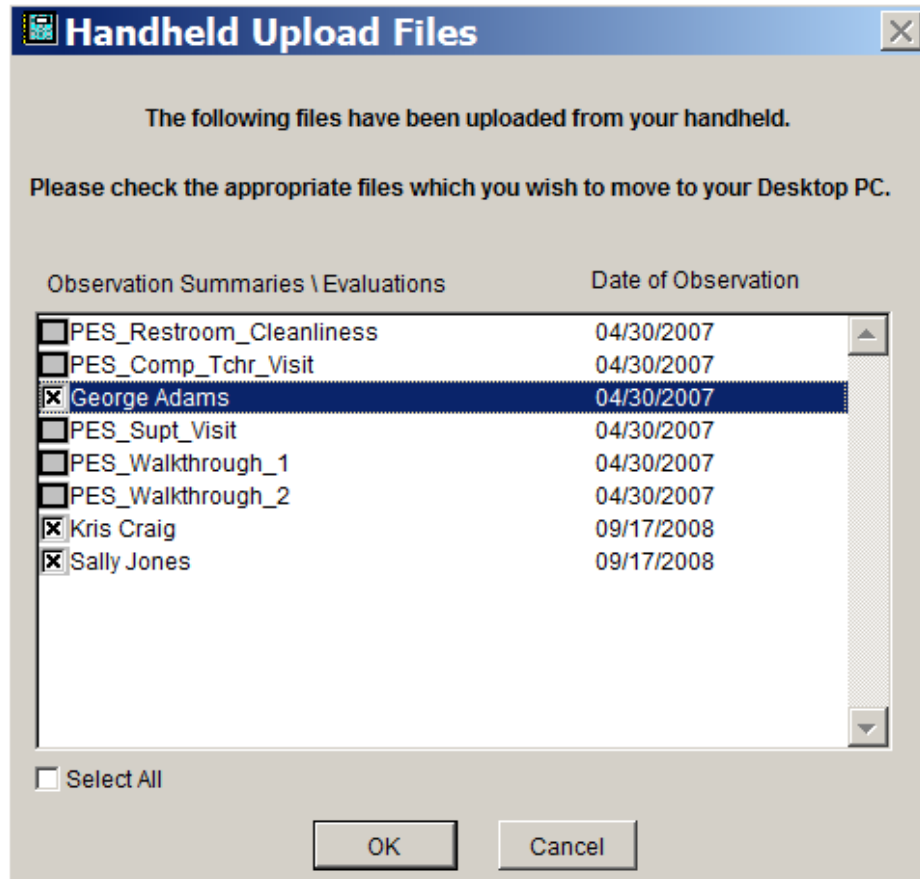 Handheld Upload Files
The following files have been uploaded from your handheld.
Please check the appropriate files which you wish to move to your Desktop PC.
Observation Summaries \ Evaluations Date of Observation
PES_Restroom_Cleanliness 04/30/2007
PES_Comp_Tchr_Visit 04/30/2007
George Adams 04/30/2007
PES_Supt_Visit 04/30/2007
PES_Walkthrough_1 04/30/2007
PES_Walkthrough_2 04/30/2007
Kris Craig 09/17/2008
Sally Jones 09/17/2008
Select All
OK Cancel